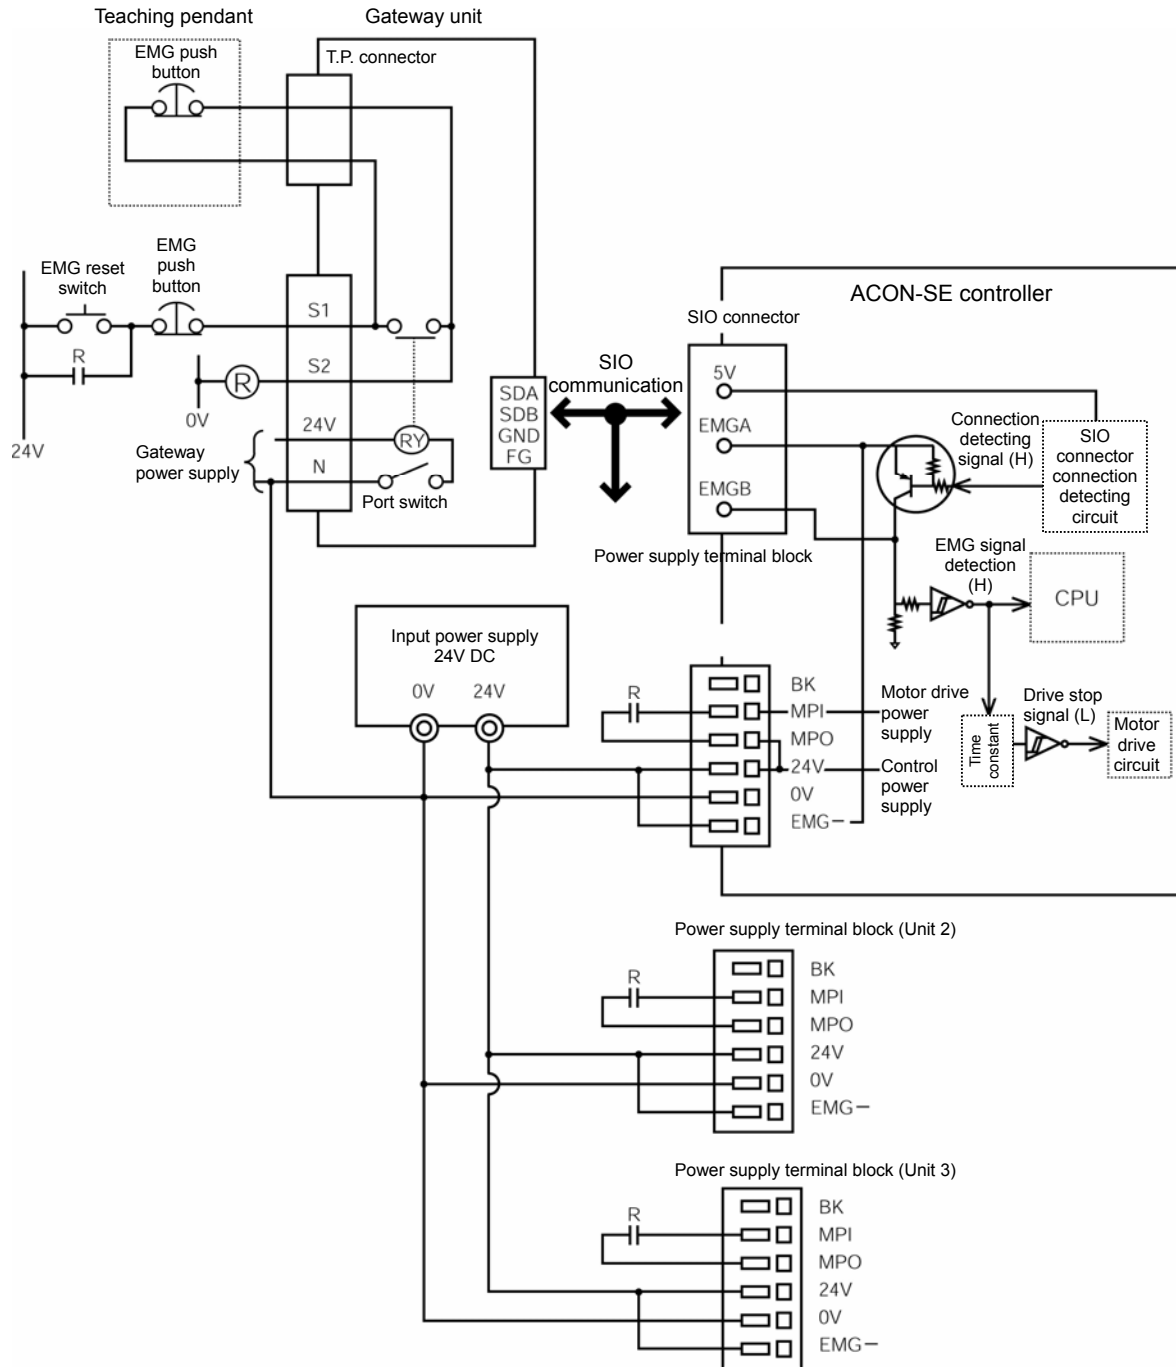 Teaching pendant
Gateway unit
EMG push
button
T.P. connector
EMG reset
switch
EMG
push
button
S1
R
S2
R
0V
24V
24V
Gateway
power supply
RY
N
Port switch
SDA
SDB
GND
FG
SIO
communication
ACON-SE controller
SIO connector
5V
EMGA
EMGB
Connection
detecting
signal (H)
SIO
connector
connection
detecting
circuit
Power supply terminal block
EMG signal
detection
(H)
CPU
Input power supply
24V DC
0V
24V
R
BK
MPI
MPO
24V
0V
EMG−
Motor drive
power
supply
Control
power
supply
Time
constant
Drive stop
signal (L)
Motor
drive
circuit
Power supply terminal block (Unit 2)
R
BK
MPI
MPO
24V
0V
EMG−
Power supply terminal block (Unit 3)
R
BK
MPI
MPO
24V
0V
EMG−